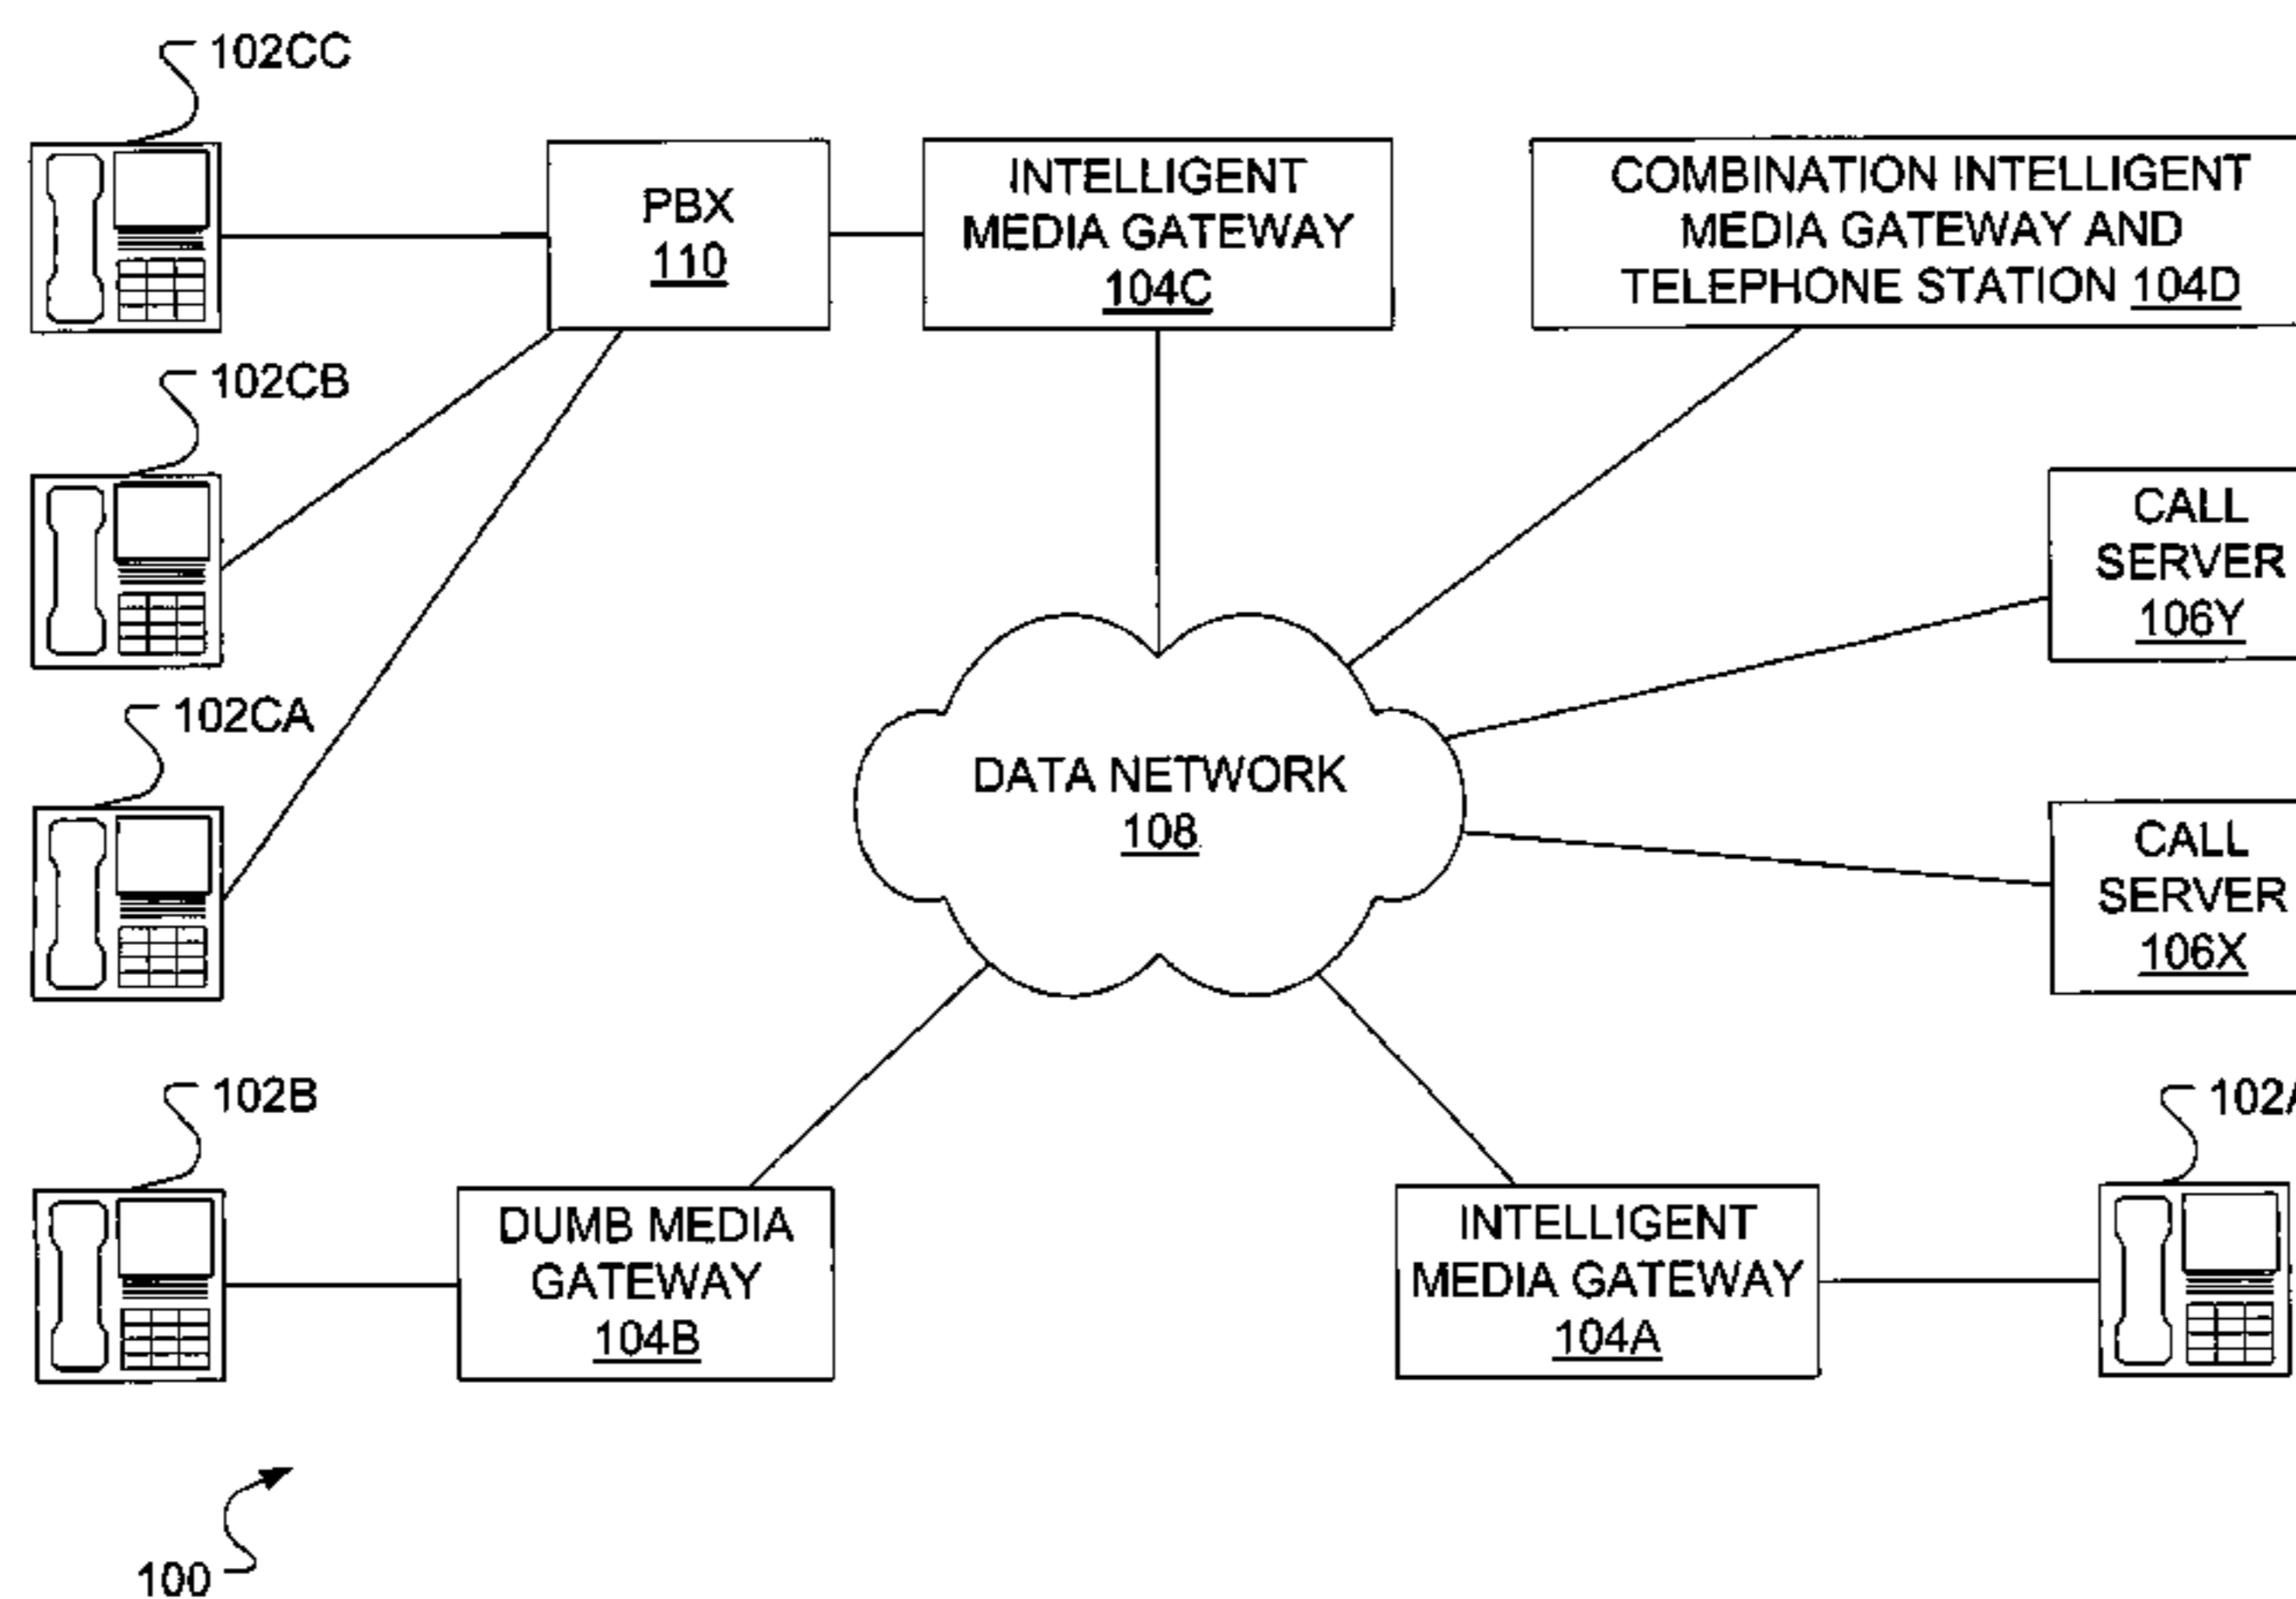 102CC
PBX
110
INTELLIGENT
MEDIA GATEWAY
104C
COMBINATION INTELLIGENT
MEDIA GATEWAY AND
TELEPHONE STATION 104D
102CB
CALL
SERVER
106Y
102CA
DATA NETWORK
108
CALL
SERVER
106X
102B
102A
DUMB MEDIA
GATEWAY
104B
INTELLIGENT
MEDIA GATEWAY
104A
100